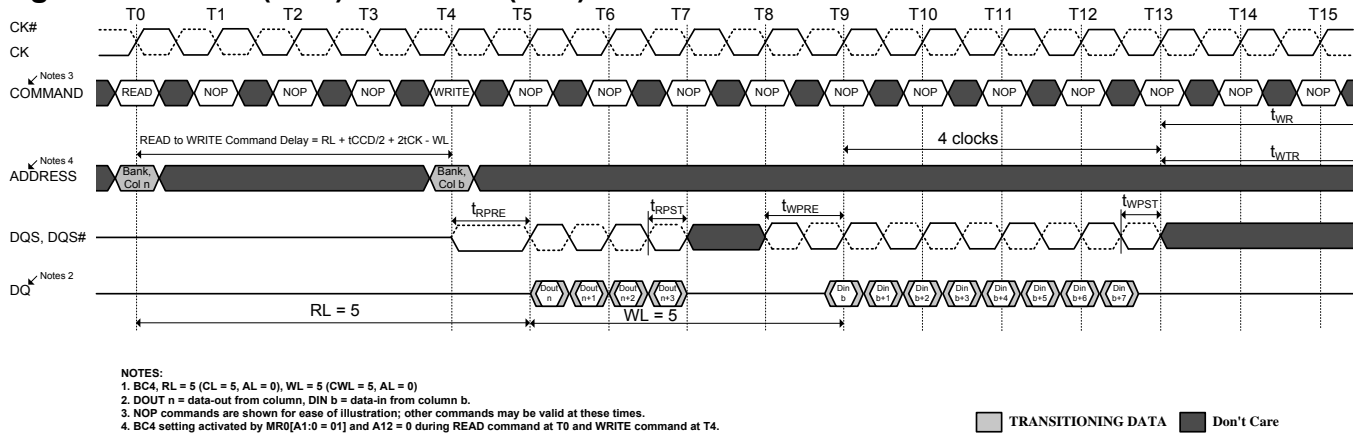 T0 T1 T2 T3 T4 T5 T6 T7 T8 T9 T10 T11 T12 T13 T14 T15
CK#
CK
Notes 3
COMMAND READ NOP NOP NOP WRITE NOP NOP NOP NOP NOP NOP NOP NOP NOP NOP NOP
READ to WRITE Command Delay = RL + tCCD/2 + 2tCK - WL
4 clocks
tWR
tWTR
Notes 4
ADDRESS
Bank, Col n
Bank, Col b
tRPRE tRPST tWPRE tWPST
DQS, DQS#
Notes 2
DQ
Dout n Dout n+1 Dout n+2 Dout n+3 Din b Din b+1 Din b+2 Din b+3 Din b+4 Din b+5 Din b+6 Din b+7
RL = 5 WL = 5
NOTES:
1. BC4, RL = 5 (CL = 5, AL = 0), WL = 5 (CWL = 5, AL = 0)
2. DOUT n = data-out from column, DIN b = data-in from column b.
3. NOP commands are shown for ease of illustration; other commands may be valid at these times.
4. BC4 setting activated by MR0[A1:0 = 01] and A12 = 0 during READ command at T0 and WRITE command at T4.
TRANSITIONING DATA Don't Care